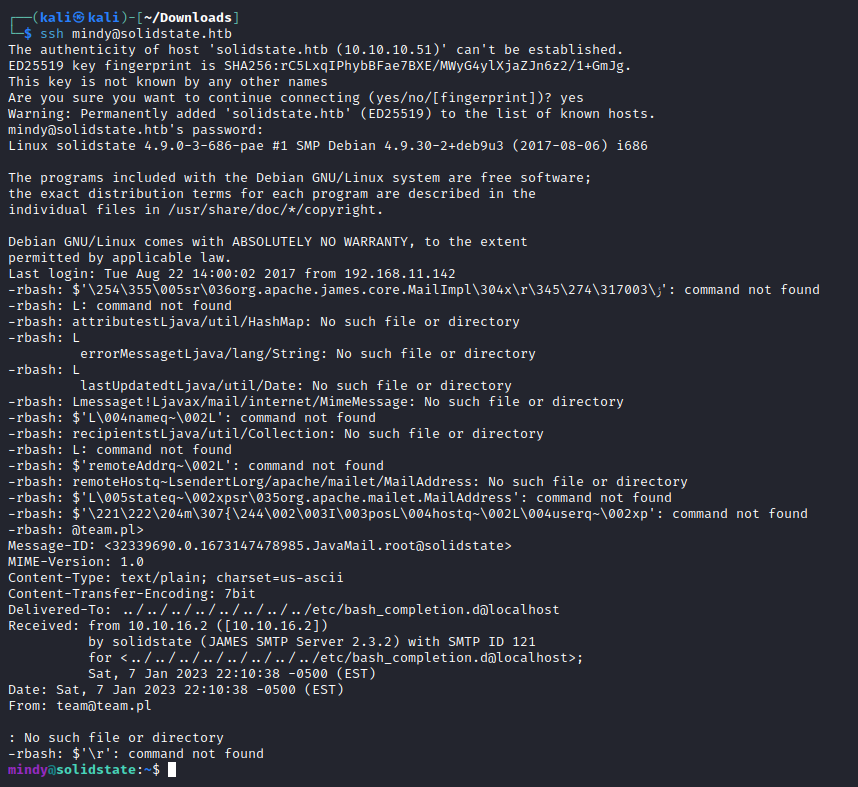 ┌──(kali㉿kali)-[~/Downloads]
└─$ ssh mindy@solidstate.htb
The authenticity of host 'solidstate.htb (10.10.10.51)' can't be established.
ED25519 key fingerprint is SHA256:rC5LxqIPhybBFae7BXE/MWyG4ylXjaZJn6z2/1+GmJg.
This key is not known by any other names
Are you sure you want to continue connecting (yes/no/[fingerprint])? yes
Warning: Permanently added 'solidstate.htb' (ED25519) to the list of known hosts.
mindy@solidstate.htb's password:
Linux solidstate 4.9.0-3-686-pae #1 SMP Debian 4.9.30-2+deb9u3 (2017-08-06) i686

The programs included with the Debian GNU/Linux system are free software;
the exact distribution terms for each program are described in the
individual files in /usr/share/doc/*/copyright.

Debian GNU/Linux comes with ABSOLUTELY NO WARRANTY, to the extent
permitted by applicable law.
Last login: Tue Aug 22 14:00:02 2017 from 192.168.11.142
-rbash: $'\254\355\005sr\036org.apache.james.core.MailImpl\304x\r\345\274\317003\': command not found
-rbash: L: command not found
-rbash: attributestLjava/util/HashMap: No such file or directory
-rbash: L
         errorMessagetLjava/lang/String: No such file or directory
-rbash: L
         lastUpdatedtLjava/util/Date: No such file or directory
-rbash: Lmessaget!Ljavax/mail/internet/MimeMessage: No such file or directory
-rbash: $'L\004nameq~\002L': command not found
-rbash: recipientstLjava/util/Collection: No such file or directory
-rbash: L: command not found
-rbash: $'remoteAddrq~\002L': command not found
-rbash: remoteHostq~LsendertLorg/apache/mailet/MailAddress: No such file or directory
-rbash: $'L\005stateq~\002xpsr\035org.apache.mailet.MailAddress': command not found
-rbash: $'\221\222\204m\307{\244\002\003I\003posL\004hostq~\002L\004userq~\002xp': command not found
-rbash: @team.pl>
Message-ID: <32339690.0.1673147478985.JavaMail.root@solidstate>
MIME-Version: 1.0
Content-Type: text/plain; charset=us-ascii
Content-Transfer-Encoding: 7bit
Delivered-To: ../../../../../../../../etc/bash_completion.d@localhost
Received: from 10.10.16.2 ([10.10.16.2])
          by solidstate (JAMES SMTP Server 2.3.2) with SMTP ID 121
          for <../../../../../../../../etc/bash_completion.d@localhost>;
          Sat, 7 Jan 2023 22:10:38 -0500 (EST)
Date: Sat, 7 Jan 2023 22:10:38 -0500 (EST)
From: team@team.pl

: No such file or directory
-rbash: $'\r': command not found
mindy@solidstate:~$